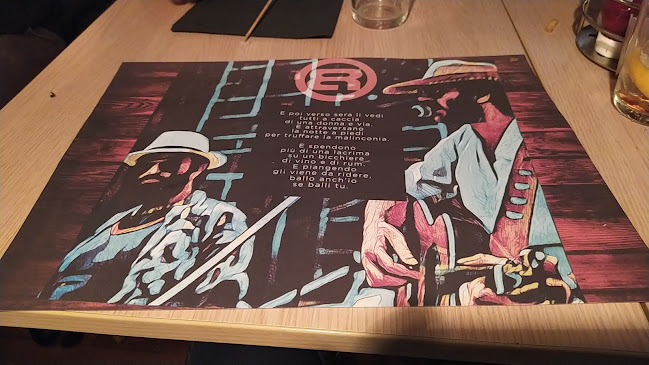 R
E poi verso sera li vedi
tutti a caccia
di una donna e via.
E attraversano
la notte a piedi
per truffare la malinconia.
E spendono
più di una lacrima
su un bicchiere
di vino e di rum.
E piangendo
gli viene da ridere,
ballo anch'io
se balli tu.